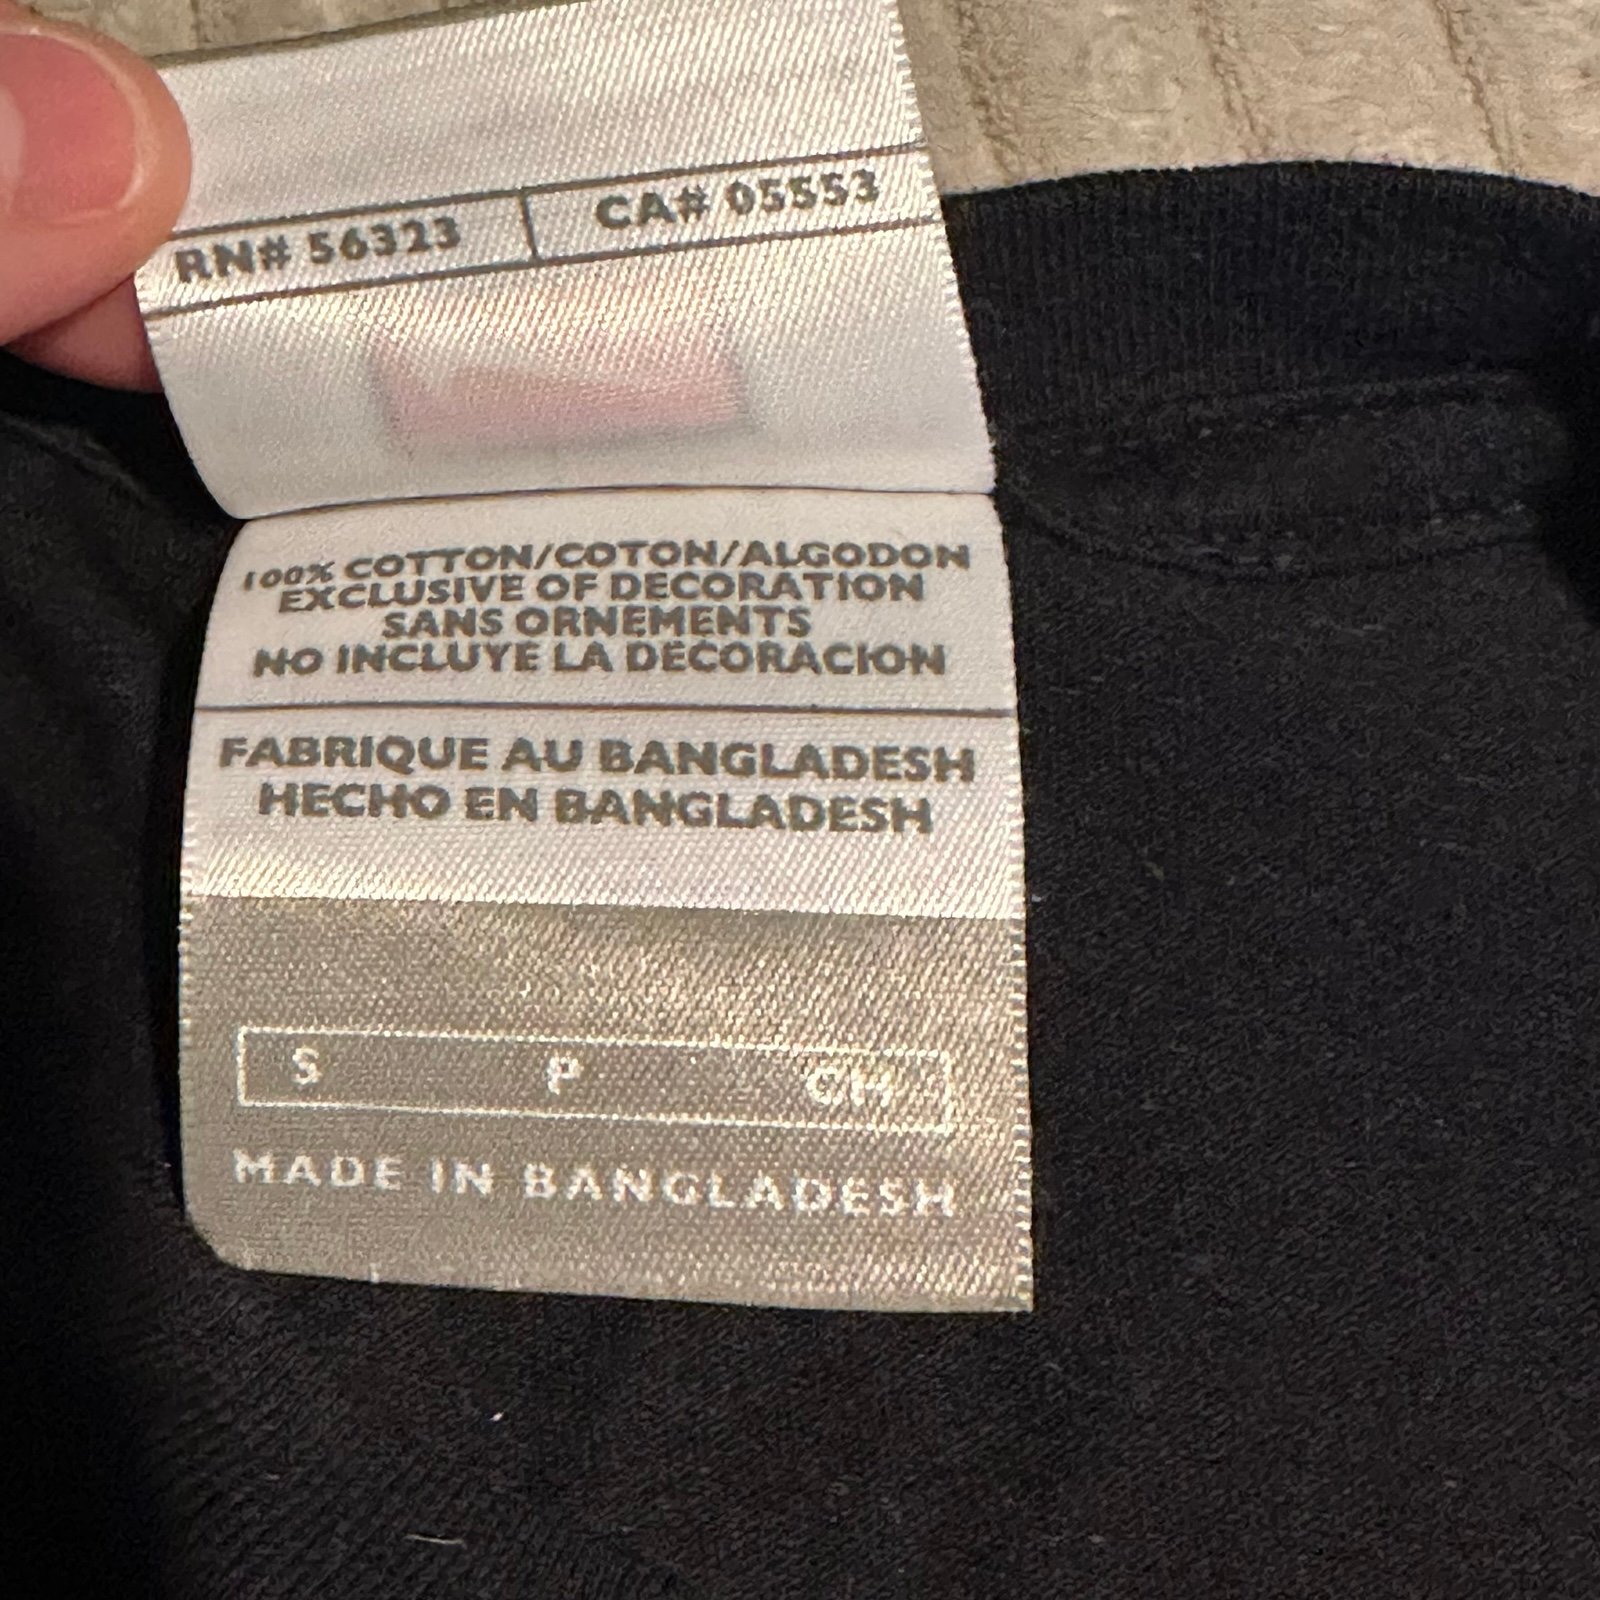 RN# 56323 CA# 05553
100% COTTON/COTON/ALGODON
EXCLUSIVE OF DECORATION
SANS ORNEMENTS
NO INCLUYE LA DECORACION
FABRIQUE AU BANGLADESH
HECHO EN BANGLADESH
S P CH
MADE IN BANGLADESH